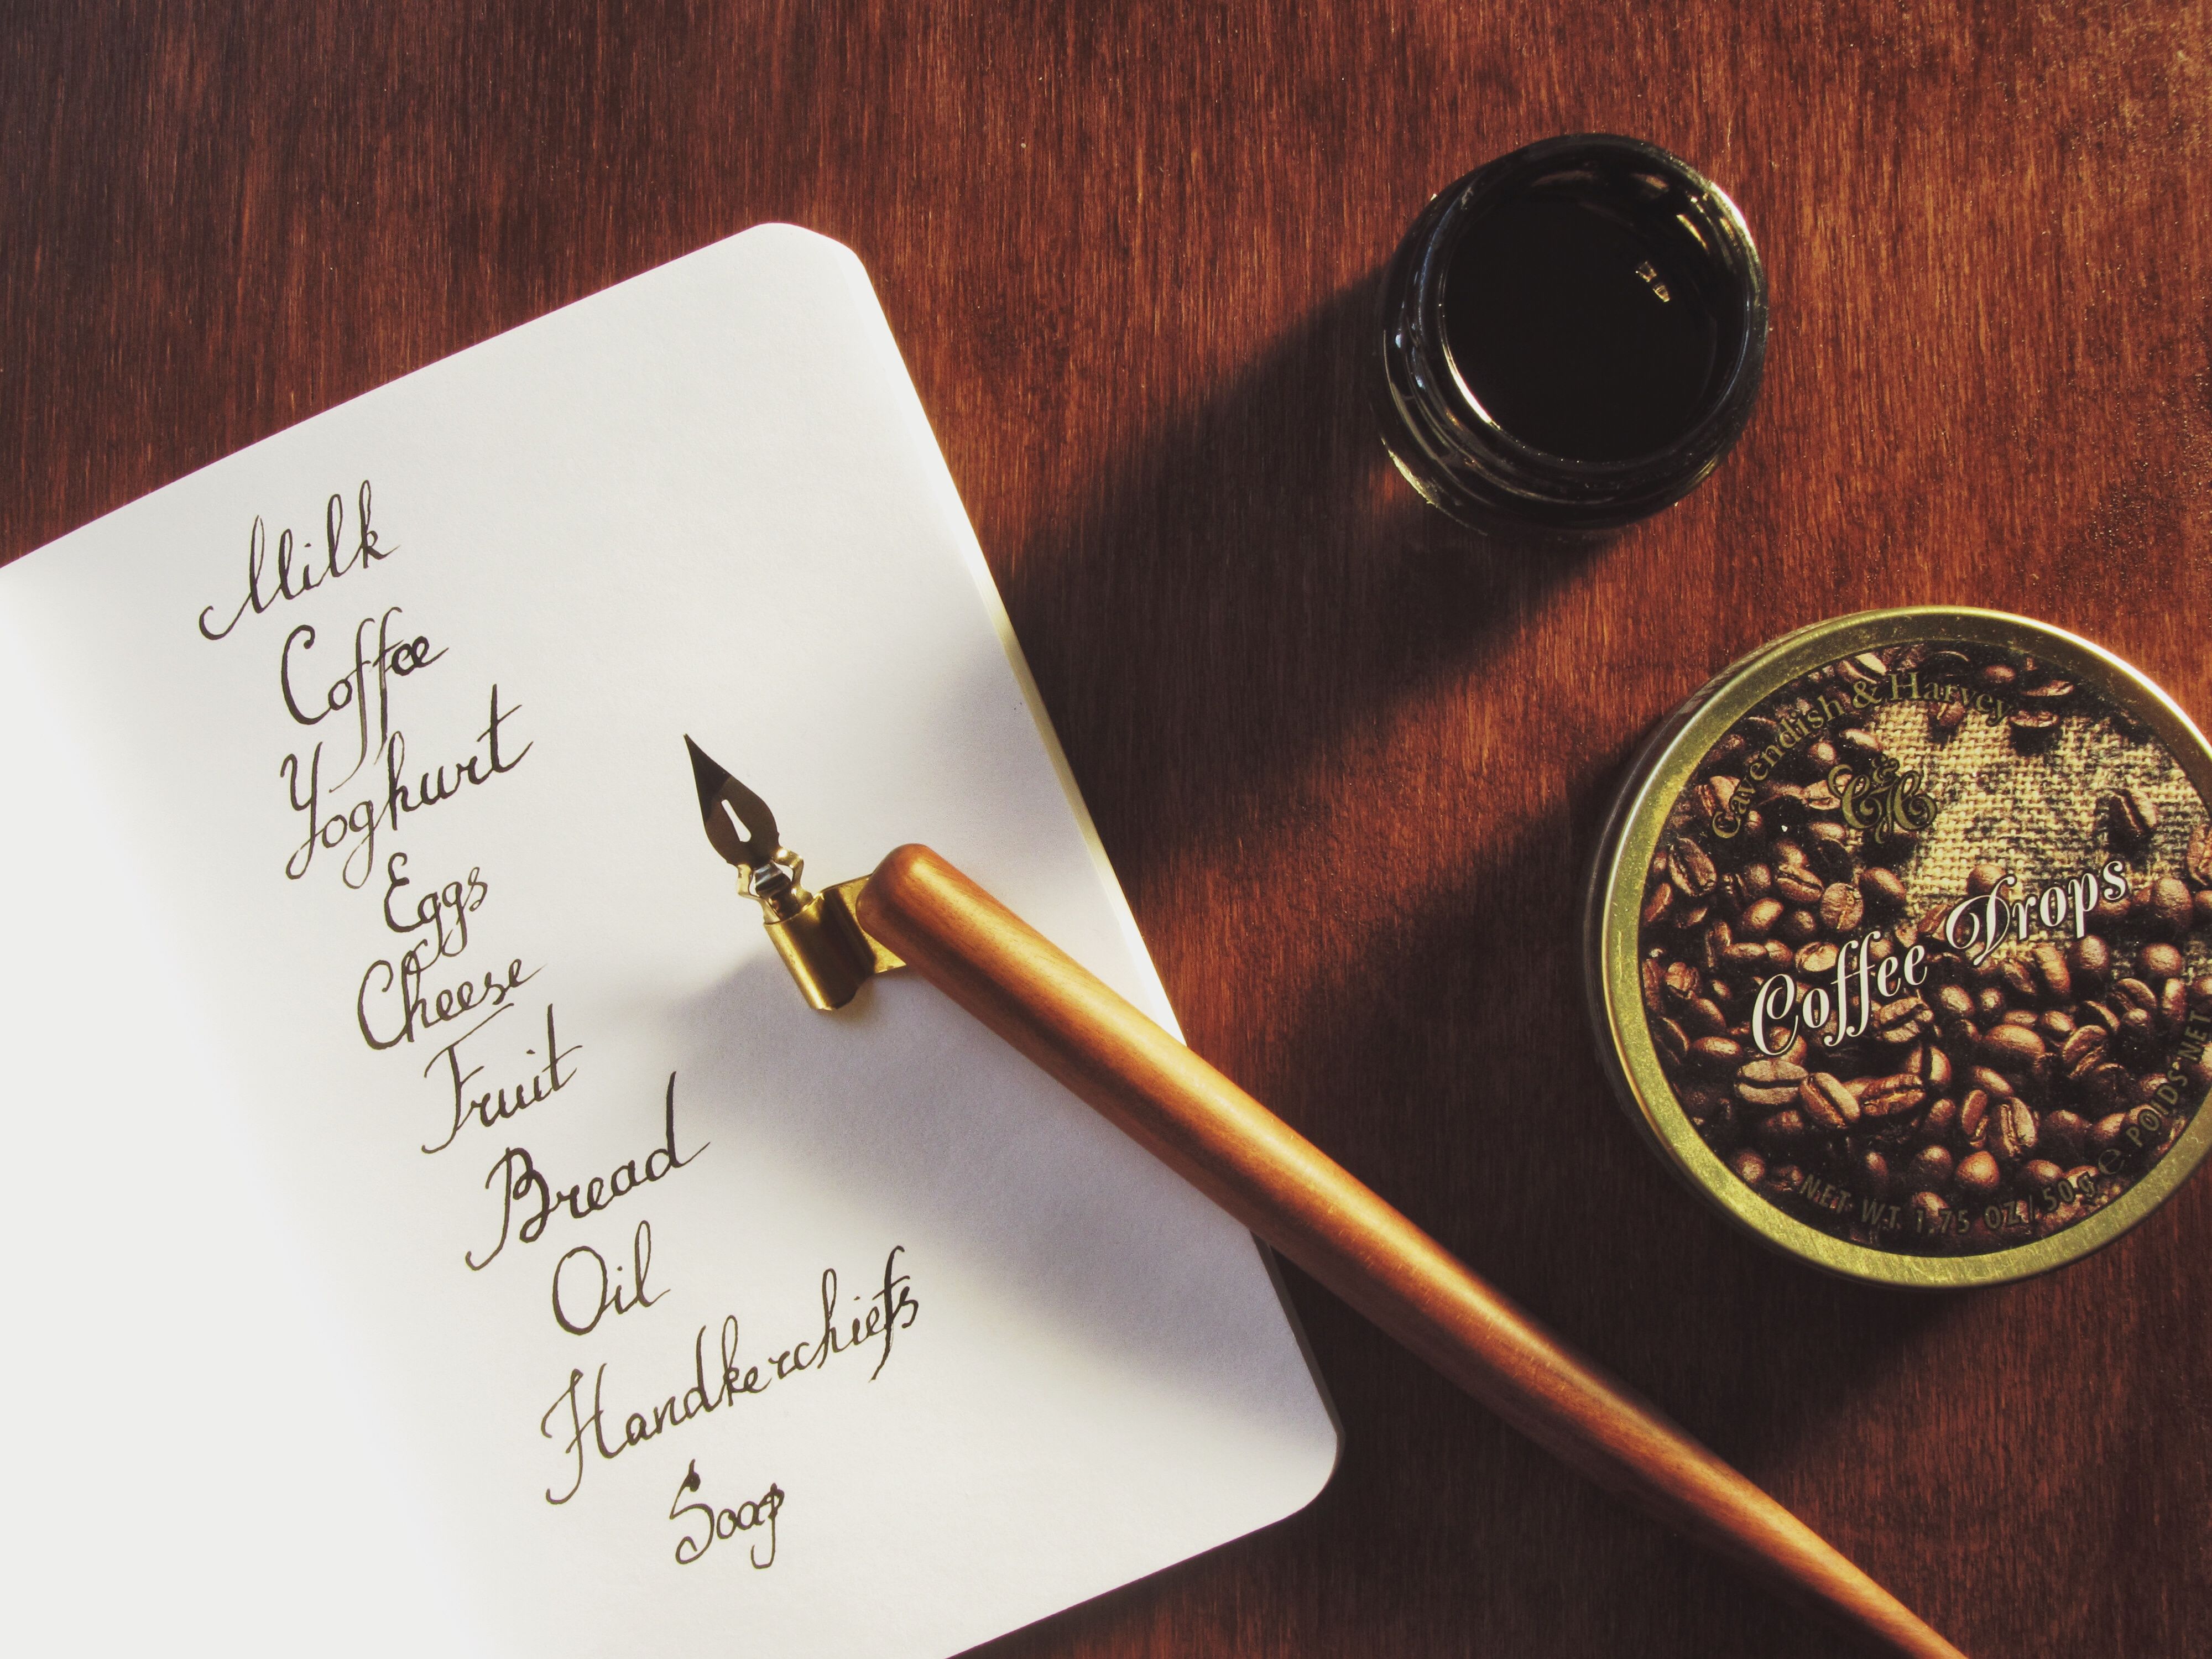 Milk
Coffee
Yoghurt
Eggs
Cheese
Fruit
Bread
Oil
Handkerchiefs
Soap
Cavendish & Harvey
C&H
Coffee Drops
NET WT. 1.75 OZ/50g e POIDS NET